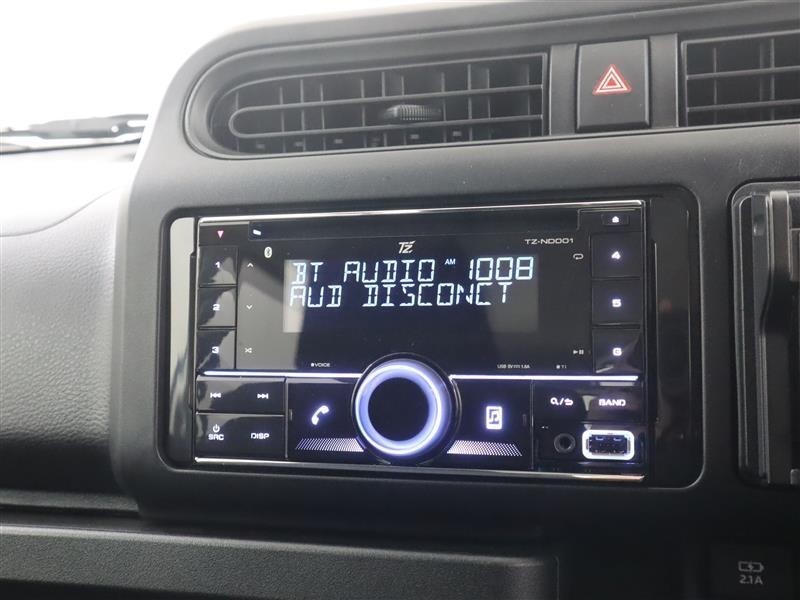 TZ
TZ-ND001
BT AUDIO AM 1008
AUD DISCONCT
1
2
3
4
5
6
VOICE
USB 5V 1.5A
TI
BAND
SRC
DISP
2.1A